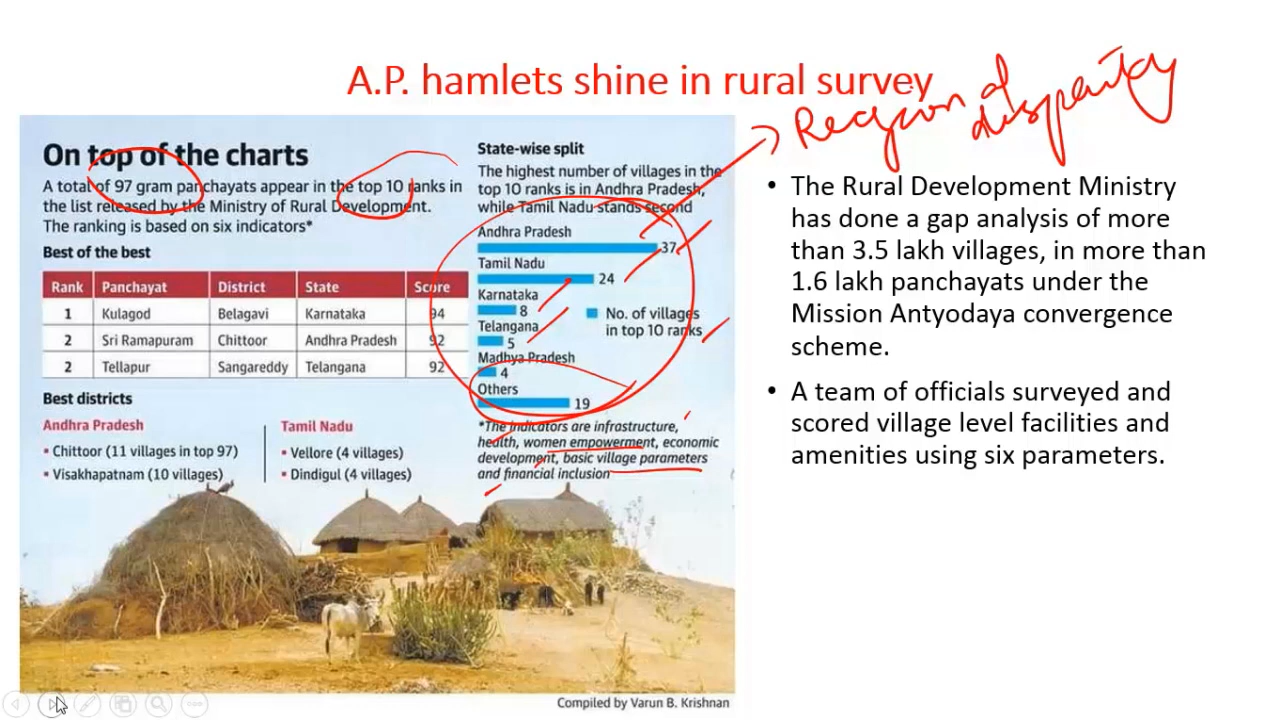 A.P. hamlets shine in rural survey
Regional
disparity
On top of the charts
A total of 97 gram panchayats appear in the top 10 ranks in
the list released by the Ministry of Rural Development.
The ranking is based on six indicators*
Best of the best
Rank Panchayat District State Score
1 Kulagod Belagavi Karnataka 94
2 Sri Ramapuram Chittoor Andhra Pradesh 92
2 Tellapur Sangareddy Telangana 92
Best districts
Andhra Pradesh
▪ Chittoor (11 villages in top 97)
▪ Visakhapatnam (10 villages)
Tamil Nadu
▪ Vellore (4 villages)
▪ Dindigul (4 villages)
State-wise split
The highest number of villages in the
top 10 ranks is in Andhra Pradesh,
while Tamil Nadu stands second
Andhra Pradesh
37
Tamil Nadu
24
Karnataka
8
Telangana
5
Madhya Pradesh
4
Others
19
No. of villages
in top 10 ranks
*The indicators are infrastructure,
health, women empowerment, economic
development, basic village parameters
and financial inclusion
Compiled by Varun B. Krishnan
• The Rural Development Ministry
has done a gap analysis of more
than 3.5 lakh villages, in more than
1.6 lakh panchayats under the
Mission Antyodaya convergence
scheme.
• A team of officials surveyed and
scored village level facilities and
amenities using six parameters.